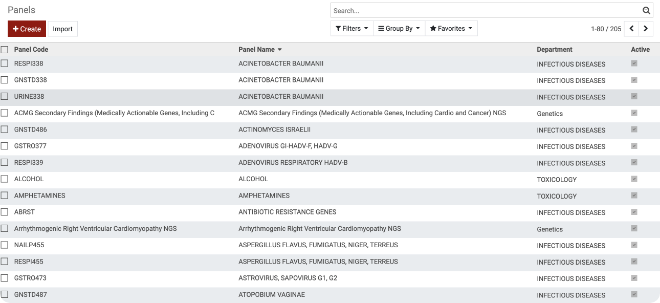 Panels
Search...
+ Create Import
Filters Group By Favorites 1-80 / 205
Panel Code Panel Name Department Active
RESPI338 ACINETOBACTER BAUMANII INFECTIOUS DISEASES
GNSTD338 ACINETOBACTER BAUMANII INFECTIOUS DISEASES
URINE338 ACINETOBACTER BAUMANII INFECTIOUS DISEASES
ACMG Secondary Findings (Medically Actionable Genes, Including C ACMG Secondary Findings (Medically Actionable Genes, Including Cardio and Cancer) NGS Genetics
GNSTD486 ACTINOMYCES ISRAELII INFECTIOUS DISEASES
GSTRO377 ADENOVIRUS GI-HADV-F, HADV-G INFECTIOUS DISEASES
RESPI339 ADENOVIRUS RESPIRATORY HADV-B INFECTIOUS DISEASES
ALCOHOL ALCOHOL TOXICOLOGY
AMPHETAMINES AMPHETAMINES TOXICOLOGY
ABRST ANTIBIOTIC RESISTANCE GENES INFECTIOUS DISEASES
Arrhythmogenic Right Ventricular Cardiomyopathy NGS Arrhythmogenic Right Ventricular Cardiomyopathy NGS Genetics
NAILP455 ASPERGILLUS FLAVUS, FUMIGATUS, NIGER, TERREUS INFECTIOUS DISEASES
RESPI455 ASPERGILLUS FLAVUS, FUMIGATUS, NIGER, TERREUS INFECTIOUS DISEASES
GSTRO473 ASTROVIRUS, SAPOVIRUS G1, G2 INFECTIOUS DISEASES
GNSTD487 ATOPOBIUM VAGINAE INFECTIOUS DISEASES